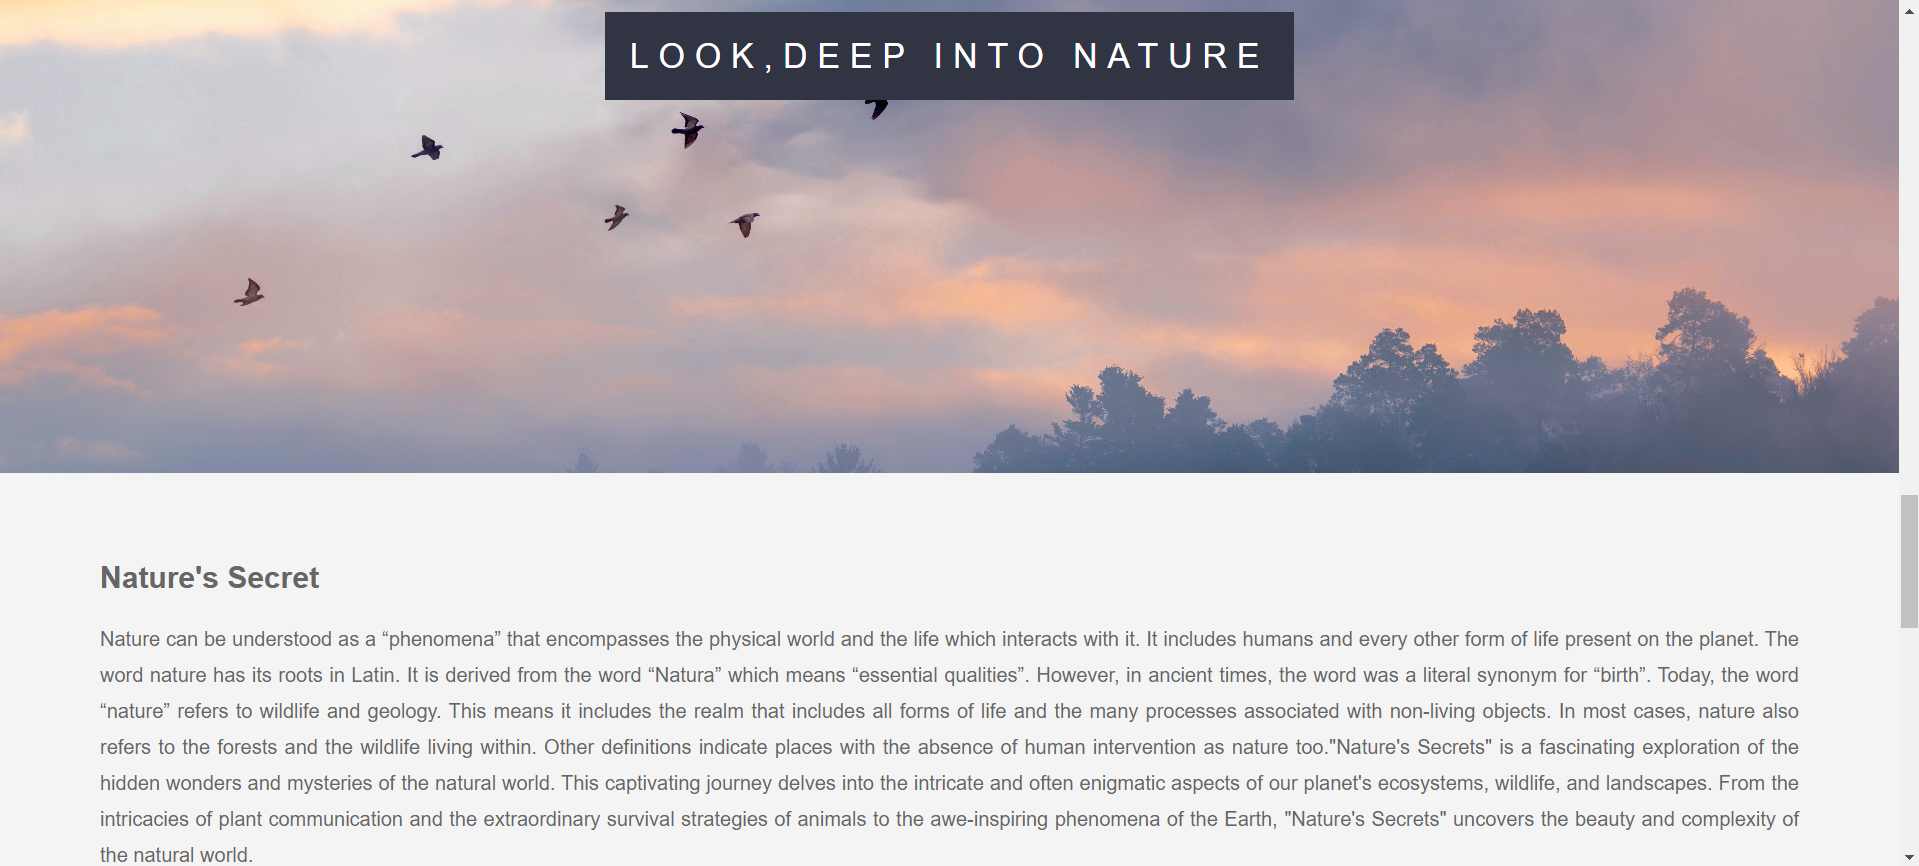 LOOK,DEEP INTO NATURE
Nature's Secret
Nature can be understood as a “phenomena” that encompasses the physical world and the life which interacts with it. It includes humans and every other form of life present on the planet. The
word nature has its roots in Latin. It is derived from the word “Natura” which means “essential qualities”. However, in ancient times, the word was a literal synonym for “birth”. Today, the word
“nature” refers to wildlife and geology. This means it includes the realm that includes all forms of life and the many processes associated with non-living objects. In most cases, nature also
refers to the forests and the wildlife living within. Other definitions indicate places with the absence of human intervention as nature too."Nature's Secrets" is a fascinating exploration of the
hidden wonders and mysteries of the natural world. This captivating journey delves into the intricate and often enigmatic aspects of our planet's ecosystems, wildlife, and landscapes. From the
intricacies of plant communication and the extraordinary survival strategies of animals to the awe-inspiring phenomena of the Earth, "Nature's Secrets" uncovers the beauty and complexity of
the natural world.